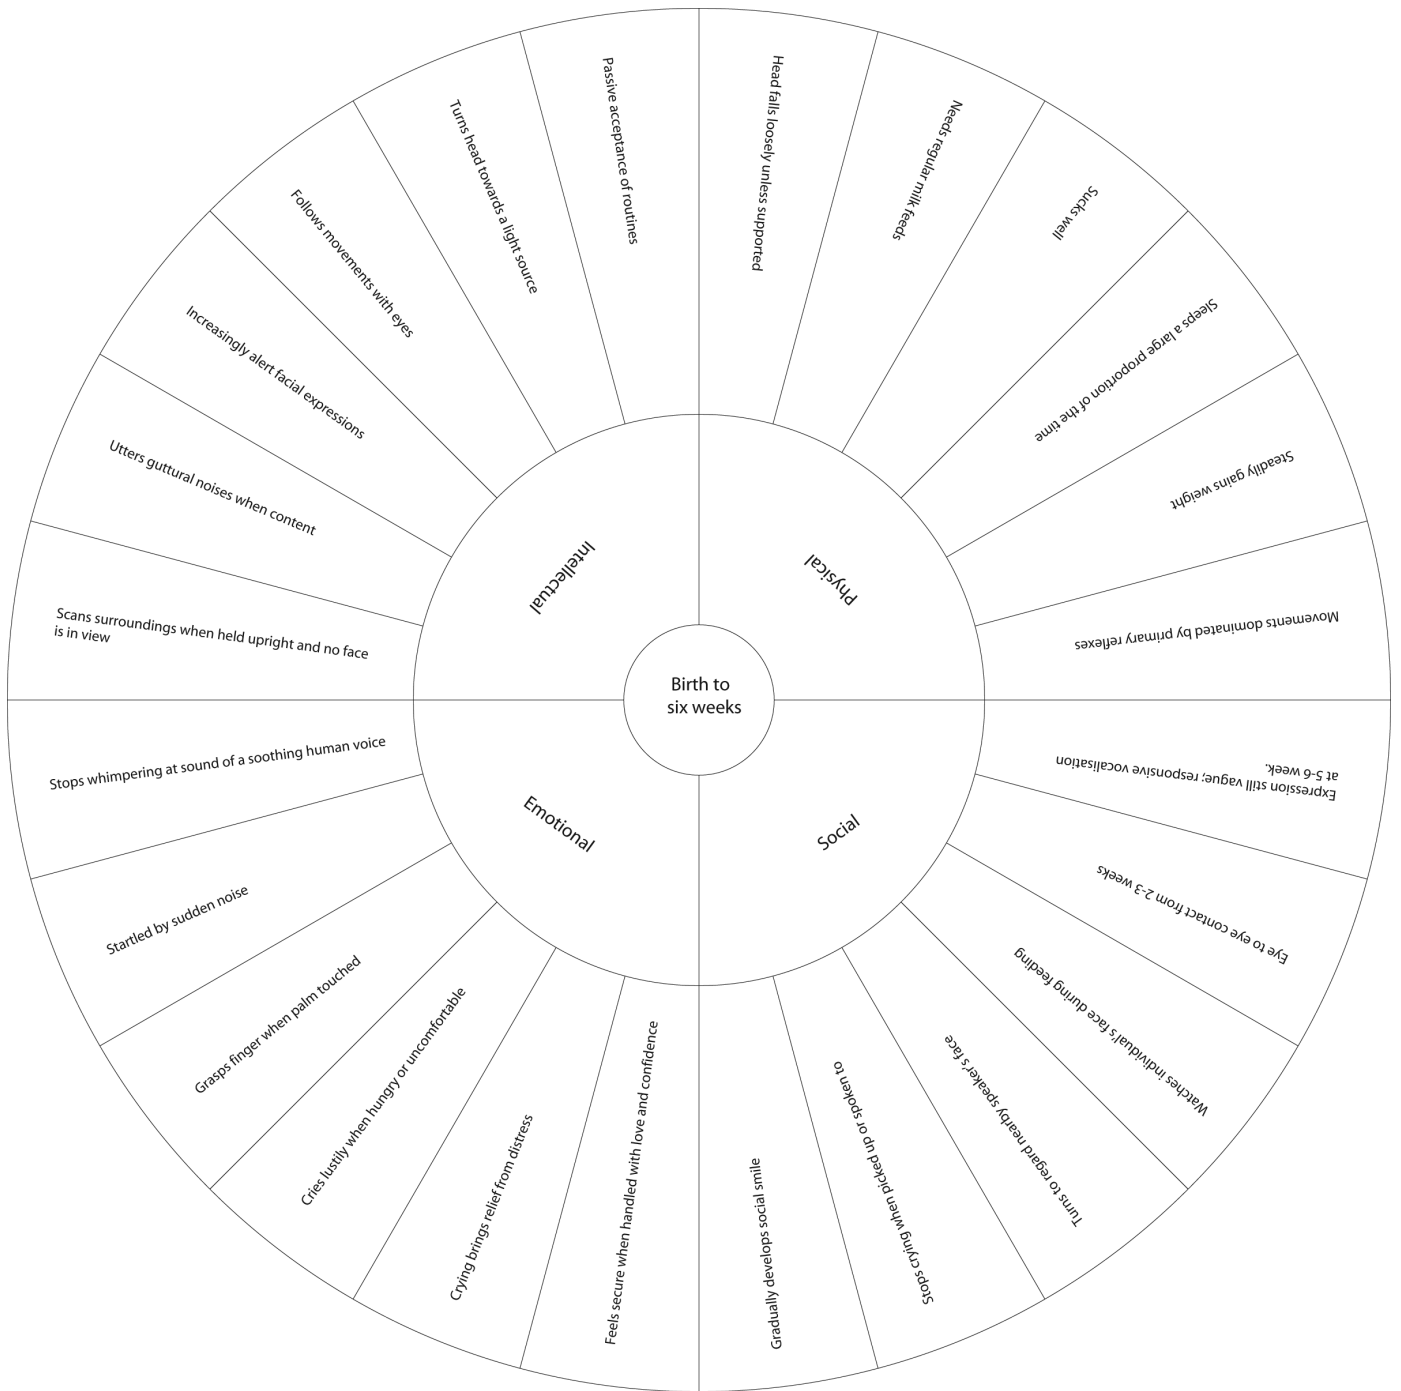 Birth to
six weeks
Physical
Head falls loosely unless supported
Needs regular milk feeds
Sucks well
Sleeps a large proportion of the time
Steadily gains weight
Movements dominated by primary reflexes
Social
Expression still vague; responsive vocalisation
at 5-6 week.
Eye to eye contact from 2-3 weeks
Watches individual's face during feeding
Turns to regard nearby speaker's face
Stops crying when picked up or spoken to
Gradually develops social smile
Emotional
Feels secure when handled with love and confidence
Crying brings relief from distress
Cries lustily when hungry or uncomfortable
Grasps finger when palm touched
Startled by sudden noise
Stops whimpering at sound of a soothing human voice
Intellectual
Scans surroundings when held upright and no face
is in view
Utters guttural noises when content
Increasingly alert facial expressions
Follows movements with eyes
Turns head towards a light source
Passive acceptance of routines